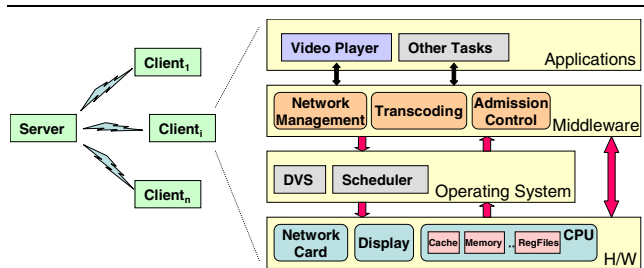 Server
Client1
Clienti
Clientn
Video Player
Other Tasks
Applications
Network Management
Transcoding
Admission Control
Middleware
DVS
Scheduler
Operating System
Network Card
Display
Cache
Memory
..
RegFiles
CPU
H/W